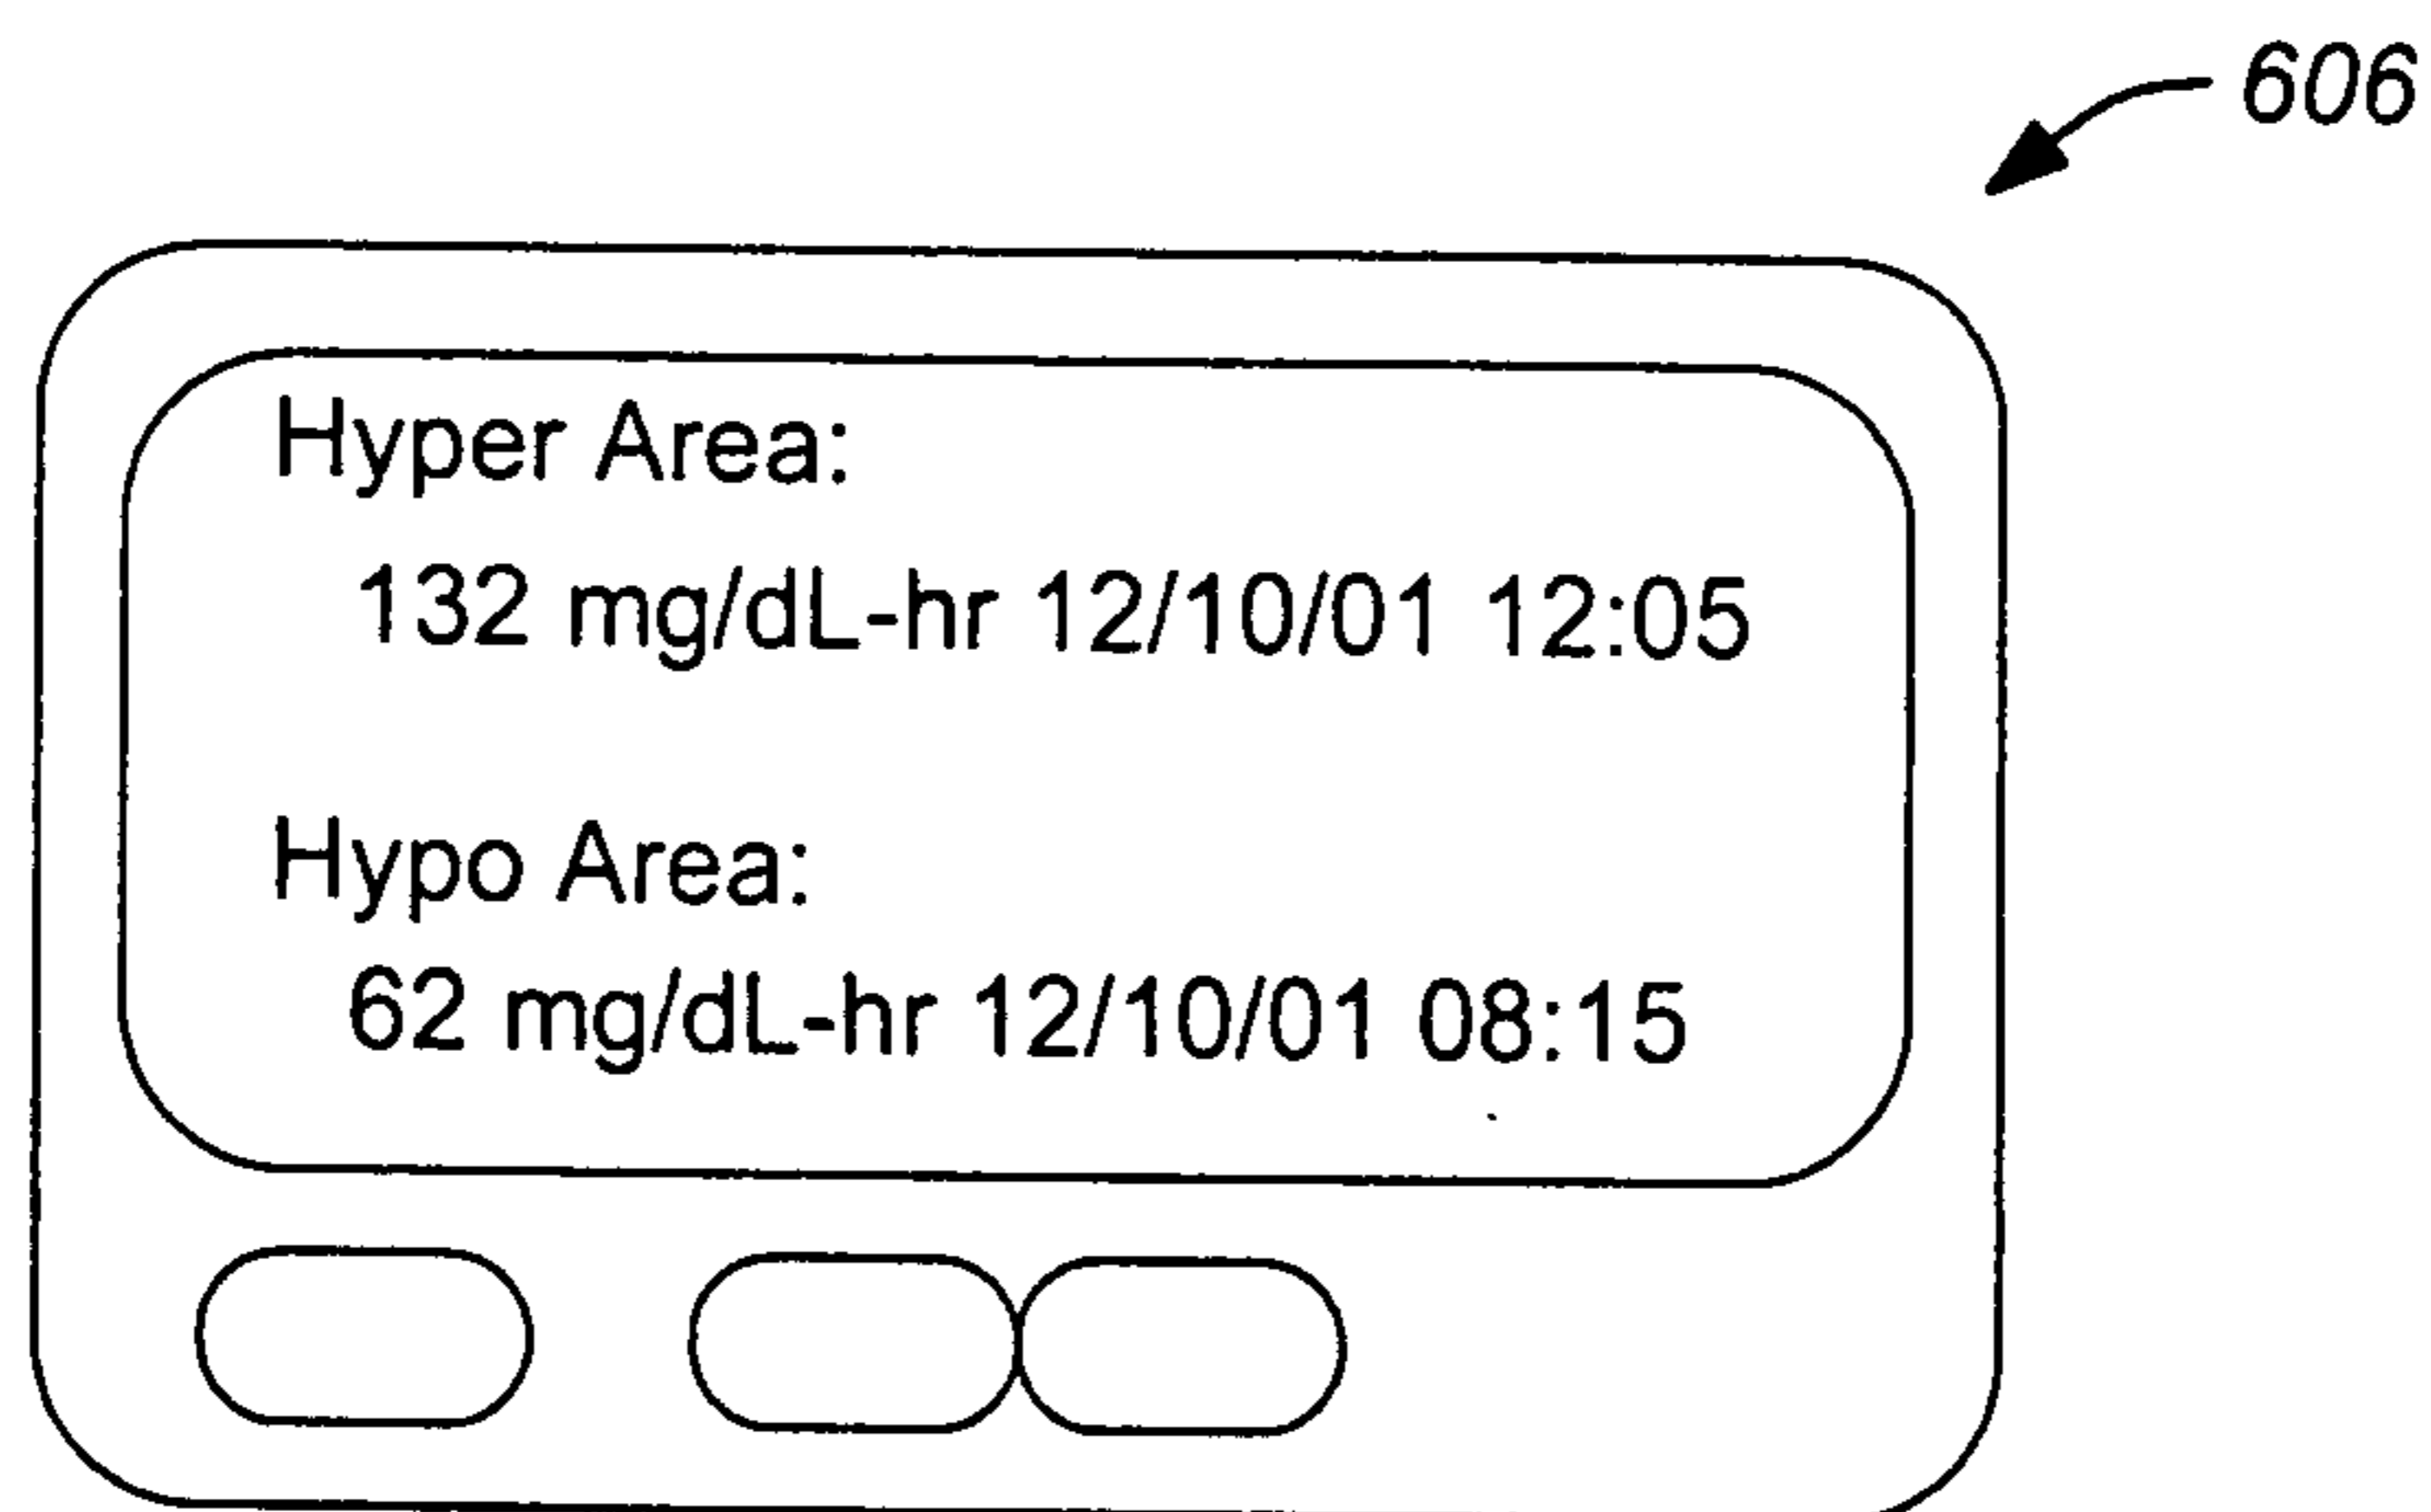 606
Hyper Area:
132 mg/dL-hr 12/10/01 12:05
Hypo Area:
62 mg/dL-hr 12/10/01 08:15